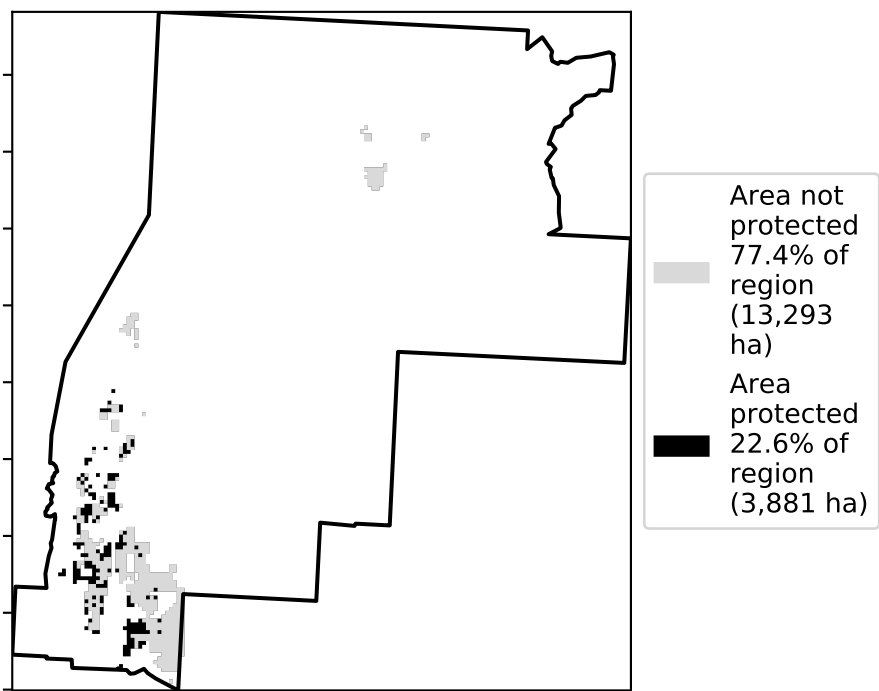 Area not
protected
77.4% of
region
(13,293
ha)
Area
protected
22.6% of
region
(3,881 ha)